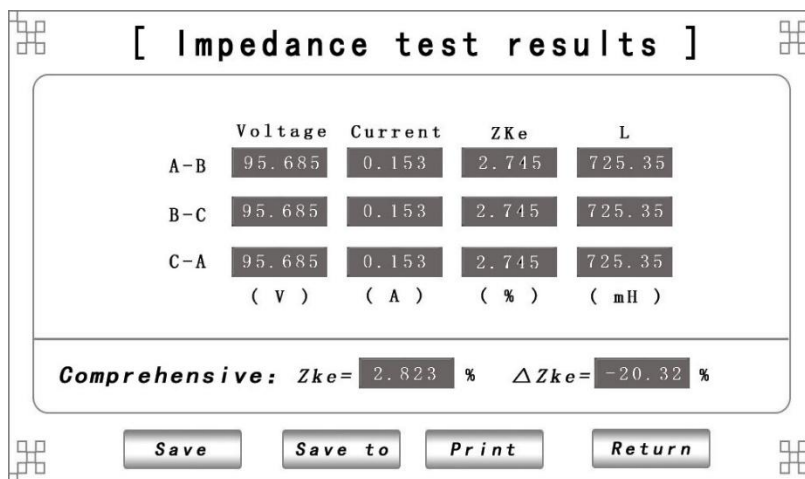 [ Impedance test results ]
Voltage Current ZKe L
A-B 95.685 0.153 2.745 725.35
B-C 95.685 0.153 2.745 725.35
C-A 95.685 0.153 2.745 725.35
( V ) ( A ) ( % ) ( mH )
Comprehensive: Zke= 2.823 % △Zke= -20.32 %
Save Save to Print Return